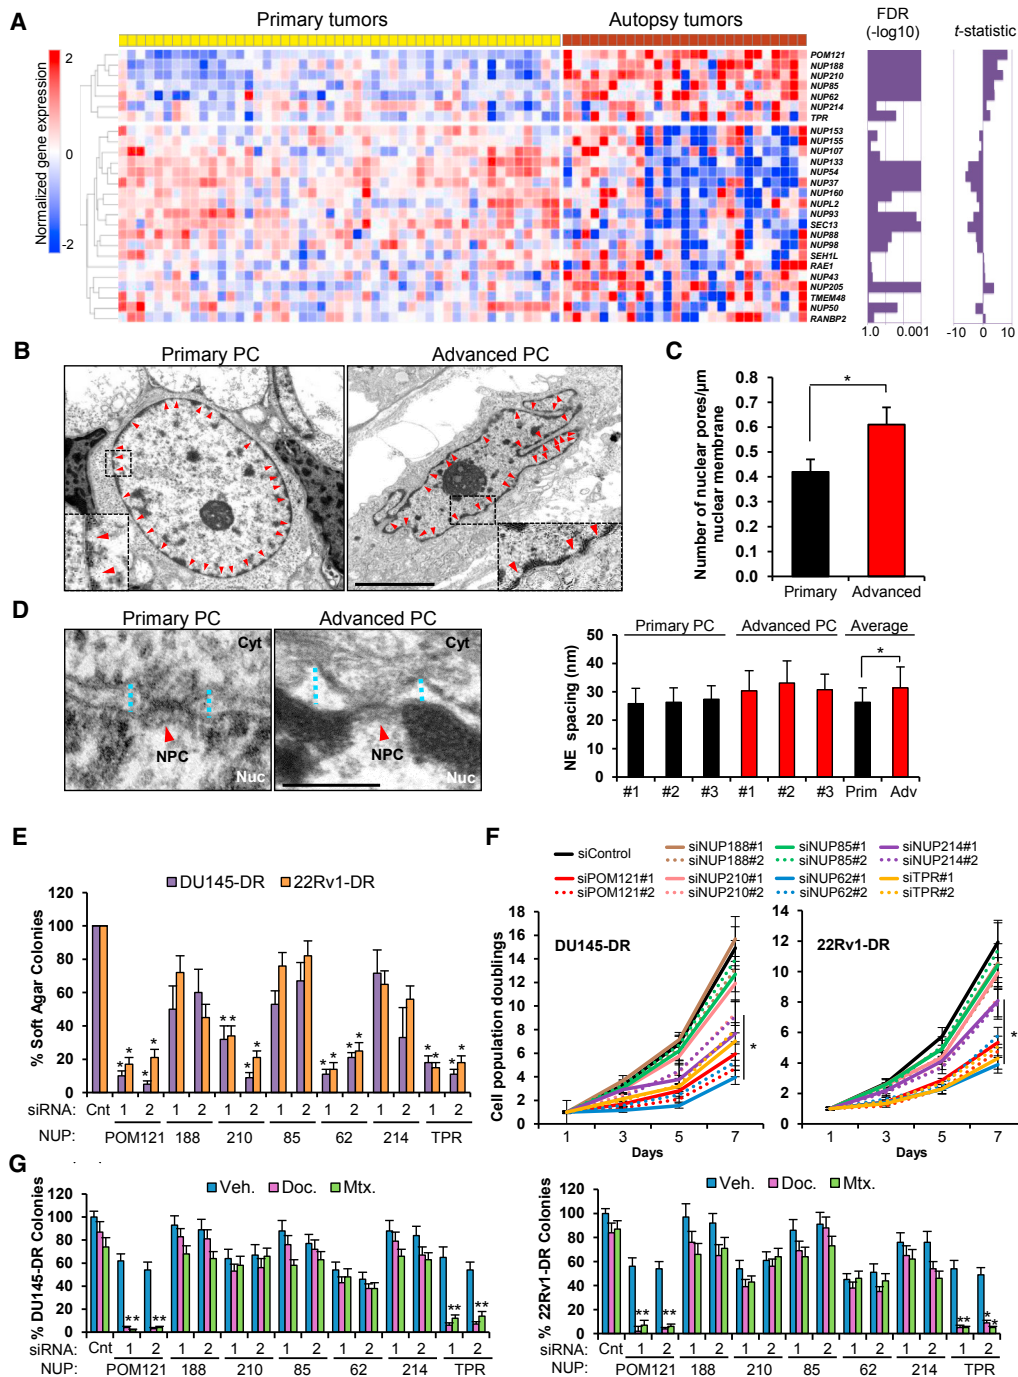 A
Primary tumors
Autopsy tumors
FDR
(-log10)
t-statistic
Normalized gene expression
2
0
-2
POM121
NUP188
NUP210
NUP85
NUP62
NUP214
TPR
NUP153
NUP155
NUP107
NUP133
NUP54
NUP37
NUP160
NUPL2
NUP93
SEC13
NUP88
NUP98
SEH1L
RAE1
NUP43
NUP205
TMEM48
NUP50
RANBP2
1.0 0.001
-10 0 10
B
Primary PC
Advanced PC
C
Number of nuclear pores/µm
nuclear membrane
0.8
0.7
0.6
0.5
0.4
0.3
0.2
0.1
0.0
*
Primary Advanced
D
Primary PC
Advanced PC
Cyt
NPC
Nuc
Cyt
NPC
Nuc
Primary PC Advanced PC Average
NE spacing (nm)
50
40
30
20
10
0
*
#1 #2 #3 #1 #2 #3 Prim Adv
E
DU145-DR 22Rv1-DR
% Soft Agar Colonies
120
100
80
60
40
20
0
* * * * * * * * * * * * * * * *
siRNA: Cnt 1 2 1 2 1 2 1 2 1 2 1 2 1 2
NUP: POM121 188 210 85 62 214 TPR
F
siControl
siPOM121#1
siPOM121#2
siNUP188#1
siNUP188#2
siNUP210#1
siNUP210#2
siNUP85#1
siNUP85#2
siNUP62#1
siNUP62#2
siNUP214#1
siNUP214#2
siTPR#1
siTPR#2
DU145-DR
Cell population doublings
18
16
14
12
10
8
6
4
2
0
*
1 3 5 7
Days
22Rv1-DR
14
12
10
8
6
4
2
0
*
1 3 5 7
Days
G
Veh. Doc. Mtx.
% DU145-DR Colonies
120
100
80
60
40
20
0
** ** ** **
siRNA: Cnt 1 2 1 2 1 2 1 2 1 2 1 2 1 2
NUP: POM121 188 210 85 62 214 TPR
Veh. Doc. Mtx.
% 22Rv1-DR Colonies
120
100
80
60
40
20
0
** ** ** * *
siRNA: Cnt 1 2 1 2 1 2 1 2 1 2 1 2 1 2
NUP: POM121 188 210 85 62 214 TPR